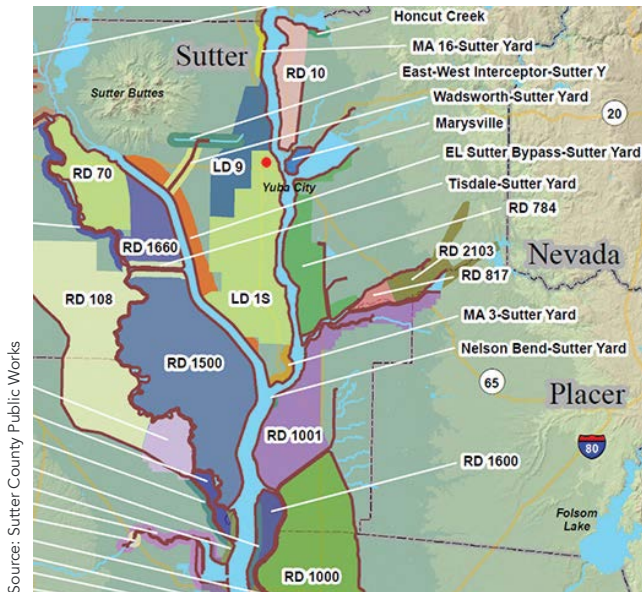 Honcut Creek
Sutter
MA 16-Sutter Yard
RD 10
East-West Interceptor-Sutter Y
Sutter Buttes
Wadsworth-Sutter Yard
20
Marysville
LD 9
EL Sutter Bypass-Sutter Yard
RD 70
Yuba City
Tisdale-Sutter Yard
RD 784
RD 1660
RD 2103
Nevada
RD 817
RD 108
LD 1S
MA 3-Sutter Yard
RD 1500
Nelson Bend-Sutter Yard
65
Placer
RD 1001
80
RD 1600
Folsom
Lake
RD 1000
Source: Sutter County Public Works